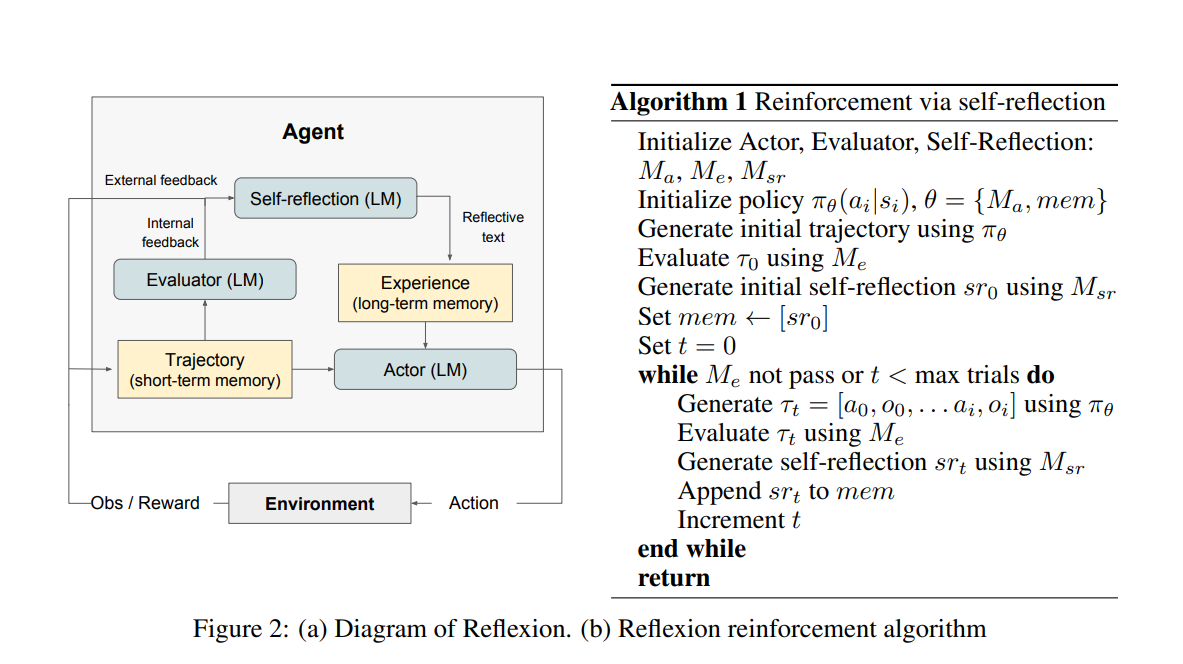 Agent
External feedback
Self-reflection (LM)
Internal
feedback
Reflective
text
Evaluator (LM)
Experience
(long-term memory)
Trajectory
(short-term memory)
Actor (LM)
Obs / Reward
Environment
Action
Algorithm 1 Reinforcement via self-reflection
Initialize Actor, Evaluator, Self-Reflection:
$M_a$, $M_e$, $M_{sr}$
Initialize policy $\pi_\theta(a_i|s_i)$, $\theta = \{M_a, mem\}$
Generate initial trajectory using $\pi_\theta$
Evaluate $\tau_0$ using $M_e$
Generate initial self-reflection $sr_0$ using $M_{sr}$
Set $mem \leftarrow [sr_0]$
Set $t = 0$
while $M_e$ not pass or $t <$ max trials do
Generate $\tau_t = [a_0, o_0, \ldots a_i, o_i]$ using $\pi_\theta$
Evaluate $\tau_t$ using $M_e$
Generate self-reflection $sr_t$ using $M_{sr}$
Append $sr_t$ to $mem$
Increment $t$
end while
return
Figure 2: (a) Diagram of Reflexion. (b) Reflexion reinforcement algorithm